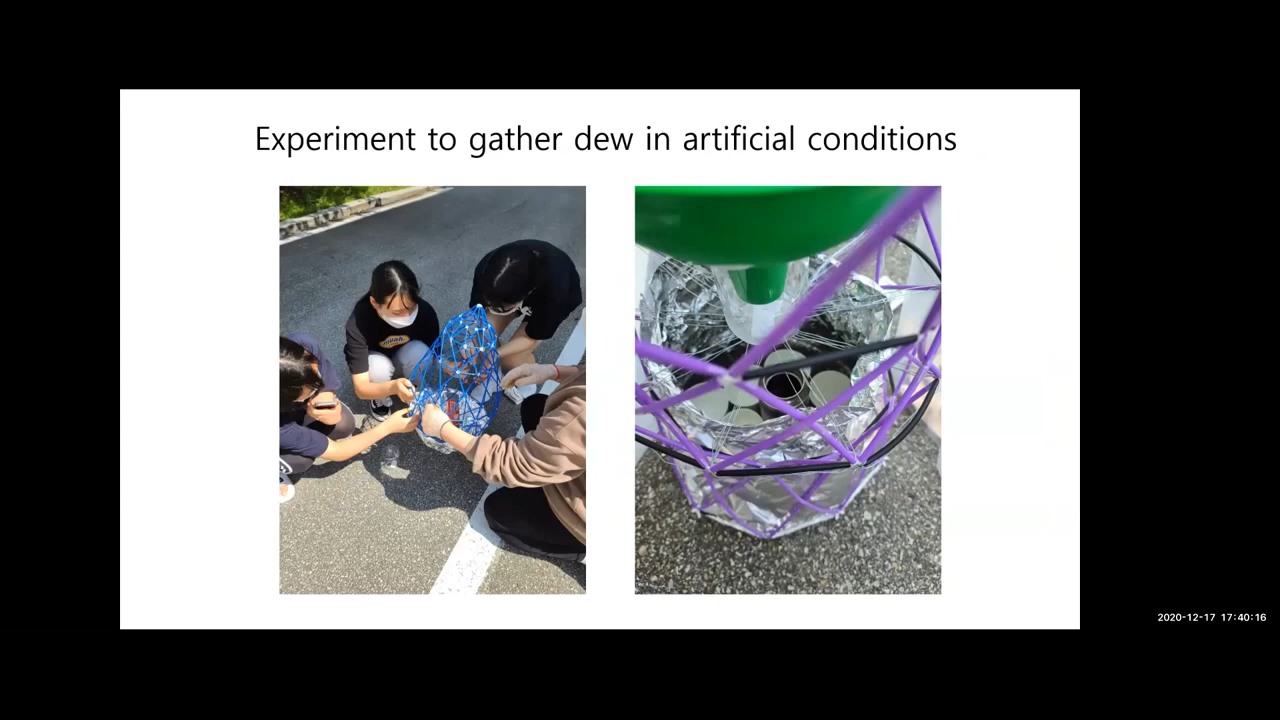 Experiment to gather dew in artificial conditions
2020-12-17 17:40:16